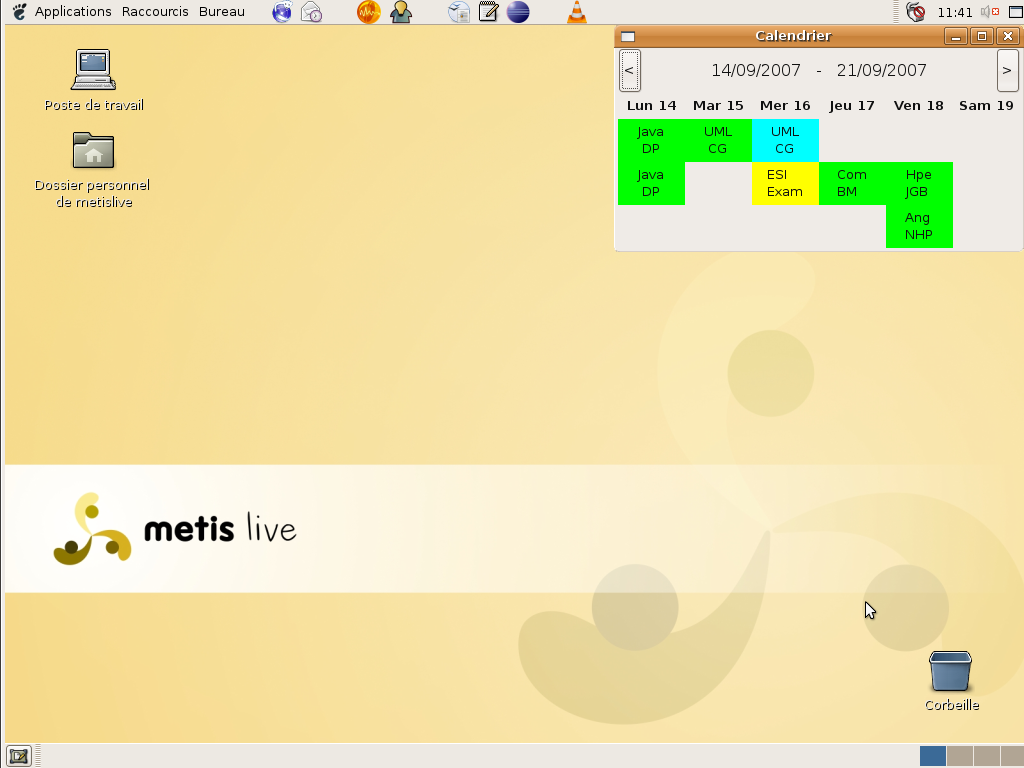 Applications Raccourcis Bureau 11:41
Calendrier
< 14/09/2007 - 21/09/2007 >
Lun 14 Mar 15 Mer 16 Jeu 17 Ven 18 Sam 19
Java UML UML
DP CG CG
Java ESI Com Hpe
DP Exam BM JGB
Ang
NHP
Poste de travail
Dossier personnel
de metislive
metis live
Corbeille